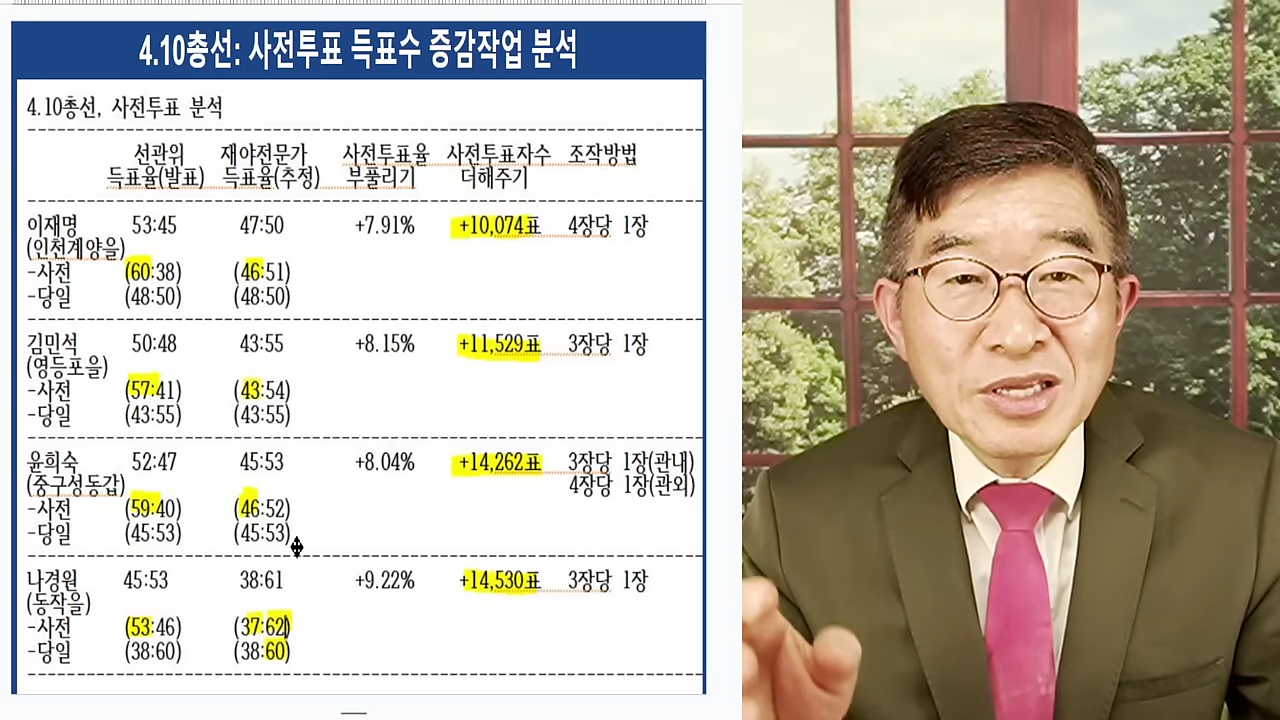 4.10총선: 사전투표 득표수 증감작업 분석
4.10총선, 사전투표 분석
선관위 재야전문가 사전투표율 사전투표자수 조작방법
득표율(발표) 득표율(추정) 부풀리기 더해주기
이재명 53:45 47:50 +7.91% +10,074표 4장당 1장
(인천계양을)
-사전 (60:38) (46:51)
-당일 (48:50) (48:50)
김민석 50:48 43:55 +8.15% +11,529표 3장당 1장
(영등포을)
-사전 (57:41) (43:54)
-당일 (43:55) (43:55)
윤희숙 52:47 45:53 +8.04% +14,262표 3장당 1장(관내)
(중구성동갑) 4장당 1장(관외)
-사전 (59:40) (46:52)
-당일 (45:53) (45:53)
나경원 45:53 38:61 +9.22% +14,530표 3장당 1장
(동작을)
-사전 (53:46) (37:62)
-당일 (38:60) (38:60)